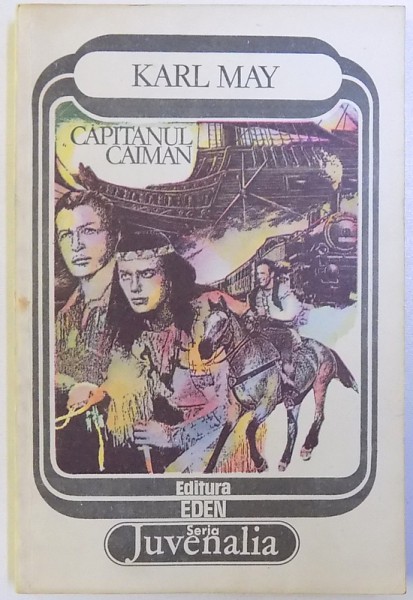 KARL MAY
CĂPITANUL
CAIMAN
Editura
EDEN
Seria
Juvenalia